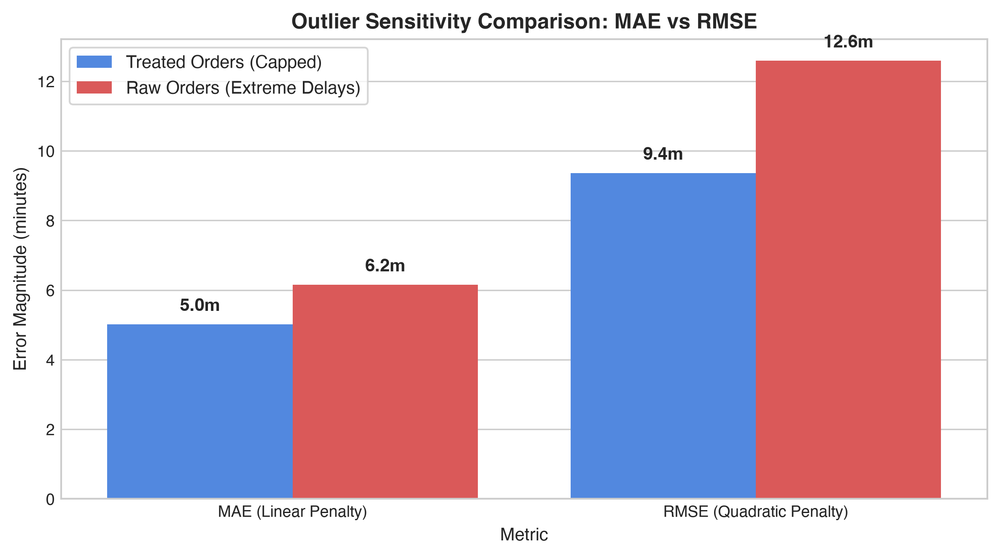 Outlier Sensitivity Comparison: MAE vs RMSE
Treated Orders (Capped)
Raw Orders (Extreme Delays)
Error Magnitude (minutes)
12
10
8
6
4
2
0
5.0m
6.2m
9.4m
12.6m
MAE (Linear Penalty)
RMSE (Quadratic Penalty)
Metric